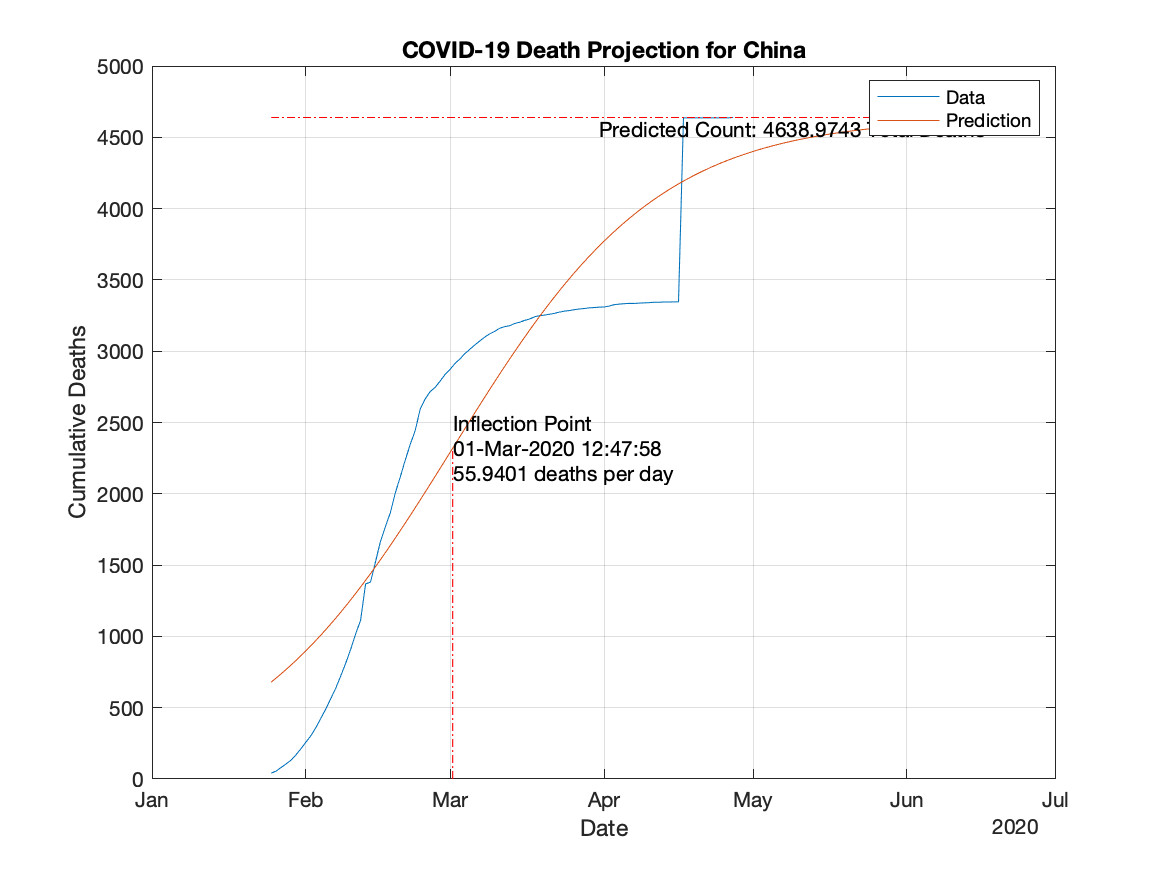 COVID-19 Death Projection for China
5000
4500
4000
3500
3000
2500
2000
1500
1000
500
0
Cumulative Deaths
Data
Prediction
Predicted Count: 4638.9743 Total Deaths
Inflection Point
01-Mar-2020 12:47:58
55.9401 deaths per day
Jan Feb Mar Apr May Jun Jul
Date
2020